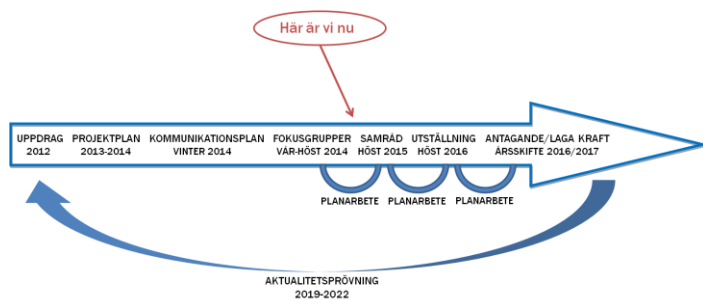 Här är vi nu
UPPDRAG
2012
PROJEKTPLAN
2013-2014
KOMMUNIKATIONSPLAN
VINTER 2014
FOKUSGRUPPER
VÅR-HÖST 2014
SAMRÅD
HÖST 2015
UTSTÄLLNING
HÖST 2016
ANTAGANDE/LAGA KRAFT
ÅRSSKIFTE 2016/2017
PLANARBETE
PLANARBETE
PLANARBETE
AKTUALITETSPRÖVNING
2019-2022